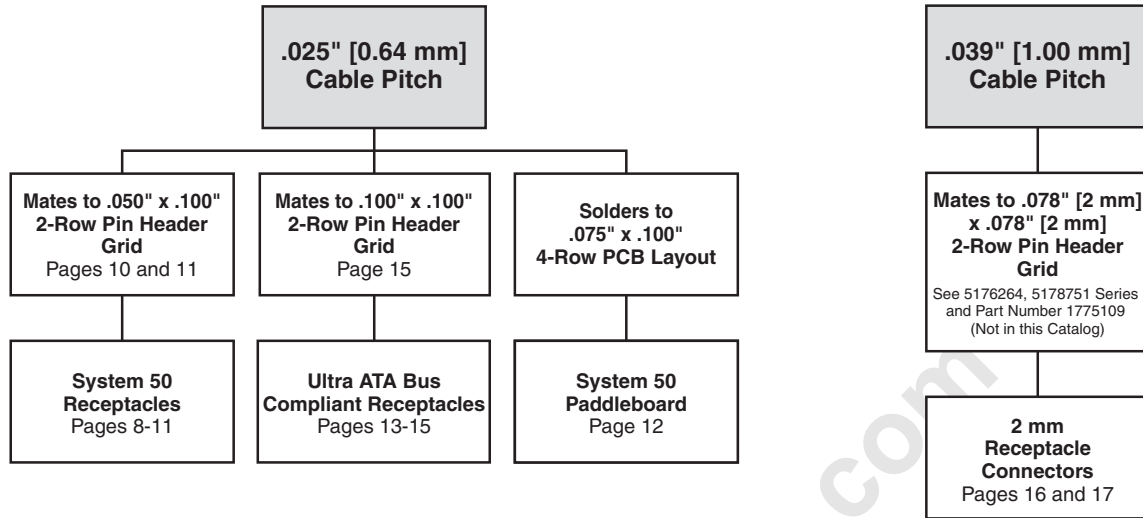 .025" [0.64 mm]
Cable Pitch
Mates to .050" x .100"
2-Row Pin Header
Grid
Pages 10 and 11
Mates to .100" x .100"
2-Row Pin Header
Grid
Page 15
Solders to
.075" x .100"
4-Row PCB Layout
System 50
Receptacles
Pages 8-11
Ultra ATA Bus
Compliant Receptacles
Pages 13-15
System 50
Paddleboard
Page 12
.039" [1.00 mm]
Cable Pitch
Mates to .078" [2 mm]
x .078" [2 mm]
2-Row Pin Header
Grid
See 5176264, 5178751 Series
and Part Number 1775109
(Not in this Catalog)
2 mm
Receptacle
Connectors
Pages 16 and 17
com